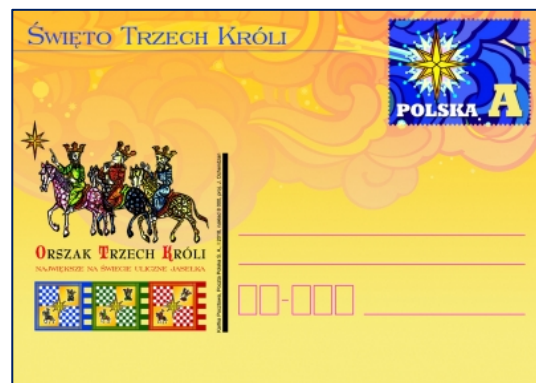 Święto Trzech Króli
POLSKA A
Orszak Trzech Króli
NAJWIĘKSZE NA ŚWIECIE ULICZNE JASEŁKA